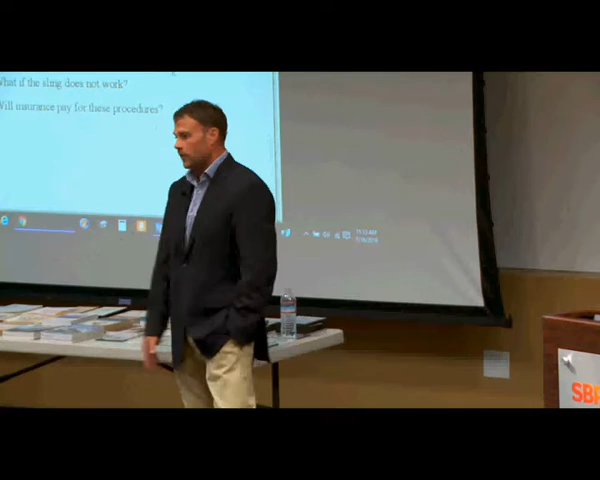 What if the sling does not work?
Will insurance pay for these procedures?
SBP